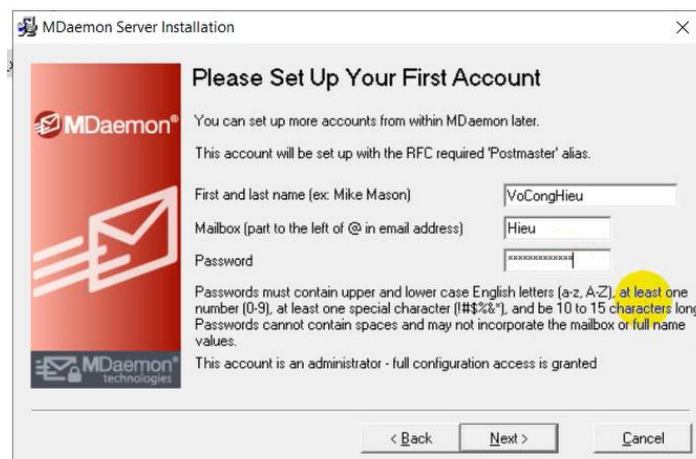 MDaemon Server Installation
Please Set Up Your First Account
MDaemon®
You can set up more accounts from within MDaemon later.
This account will be set up with the RFC required 'Postmaster' alias.
First and last name (ex: Mike Mason)
VoCongHieu
Mailbox (part to the left of @ in email address)
Hieu
Password
xxxxxxxxxxxxx
Passwords must contain upper and lower case English letters (a-z, A-Z), at least one
number (0-9), at least one special character (!#$%&*), and be 10 to 15 characters long
Passwords cannot contain spaces and may not incorporate the mailbox or full name
values.
MDaemon®
technologies
This account is an administrator - full configuration access is granted
< Back
Next >
Cancel